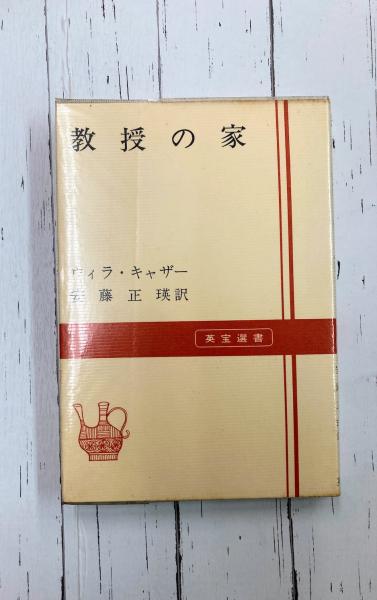 教授の家
ウィラ・キャザー
安藤正瑛訳
英宝選書